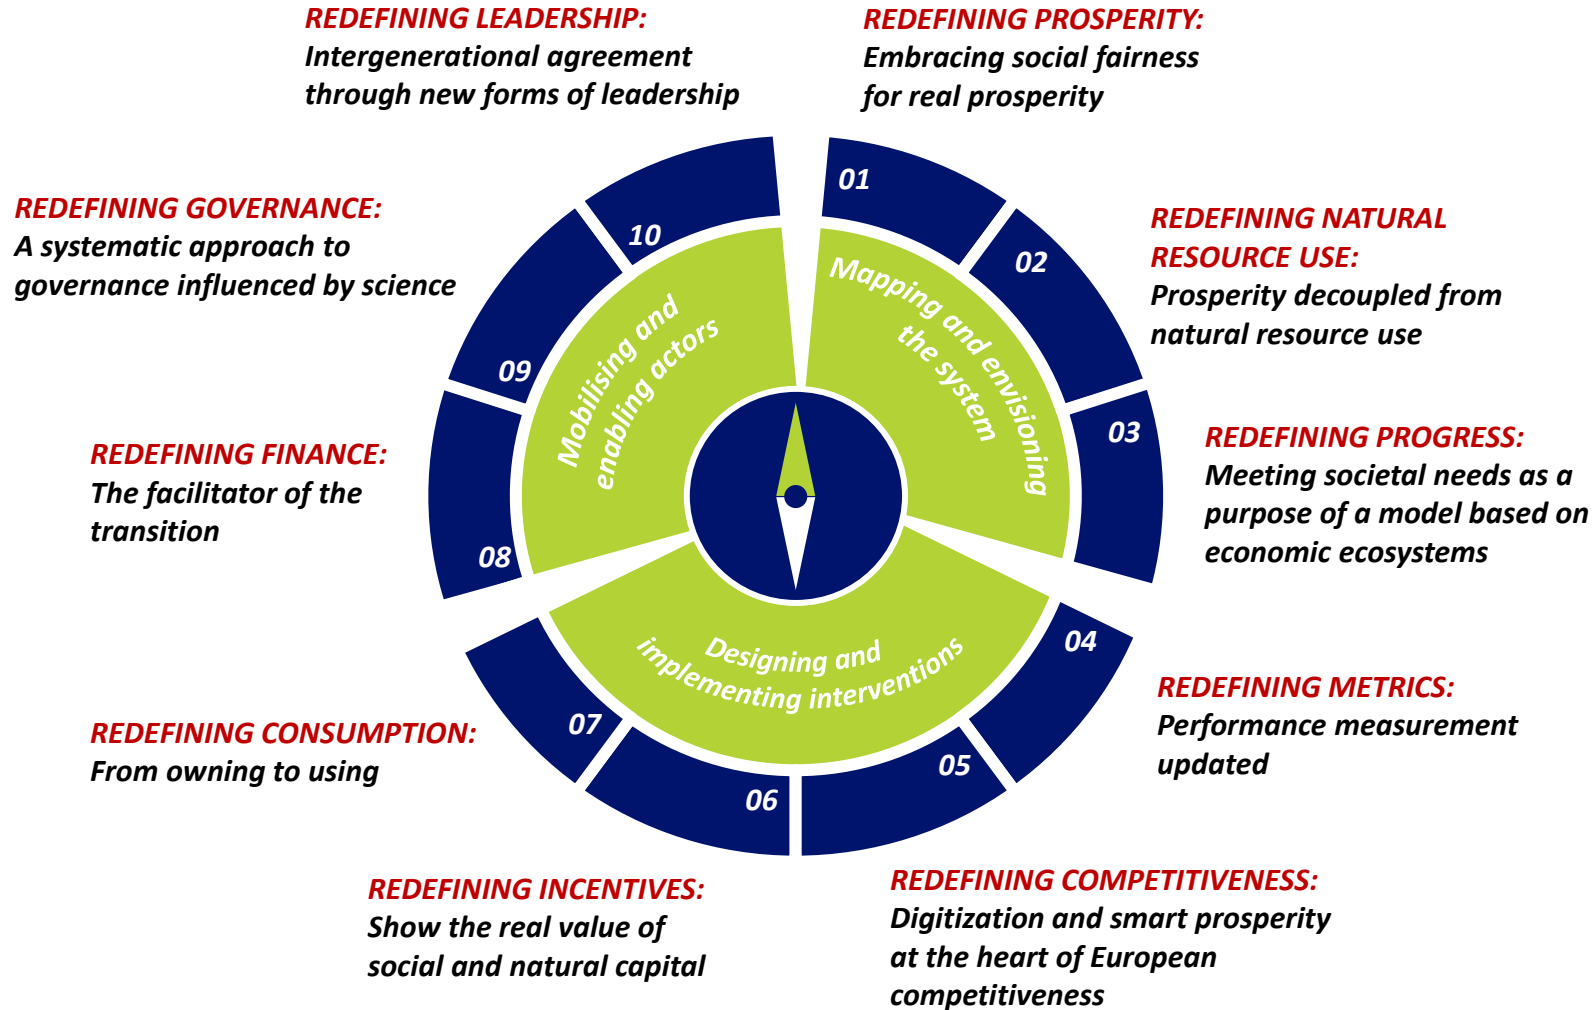 REDEFINING LEADERSHIP:
Intergenerational agreement
through new forms of leadership
REDEFINING PROSPERITY:
Embracing social fairness
for real prosperity
REDEFINING GOVERNANCE:
A systematic approach to
governance influenced by science
REDEFINING NATURAL
RESOURCE USE:
Prosperity decoupled from
natural resource use
REDEFINING FINANCE:
The facilitator of the
transition
REDEFINING PROGRESS:
Meeting societal needs as a
purpose of a model based on
economic ecosystems
REDEFINING CONSUMPTION:
From owning to using
REDEFINING METRICS:
Performance measurement
updated
REDEFINING INCENTIVES:
Show the real value of
social and natural capital
REDEFINING COMPETITIVENESS:
Digitization and smart prosperity
at the heart of European
competitiveness
01
02
03
04
05
06
07
08
09
10
Mapping and envisioning
the system
Designing and
implementing interventions
Mobilising and
enabling actors